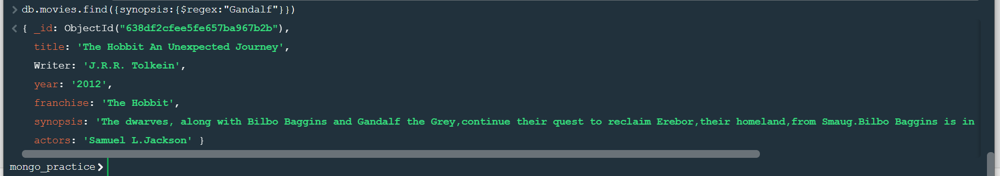 db.movies.find({synopsis:{$regex:"Gandalf"}})
{ _id: ObjectId("638df2cfee5fe657ba967b2b"),
title: 'The Hobbit An Unexpected Journey',
Writer: 'J.R.R. Tolkein',
year: '2012',
franchise: 'The Hobbit',
synopsis: 'The dwarves, along with Bilbo Baggins and Gandalf the Grey,continue their quest to reclaim Erebor,their homeland,from Smaug.Bilbo Baggins is in
actors: 'Samuel L.Jackson' }
mongo_practice>